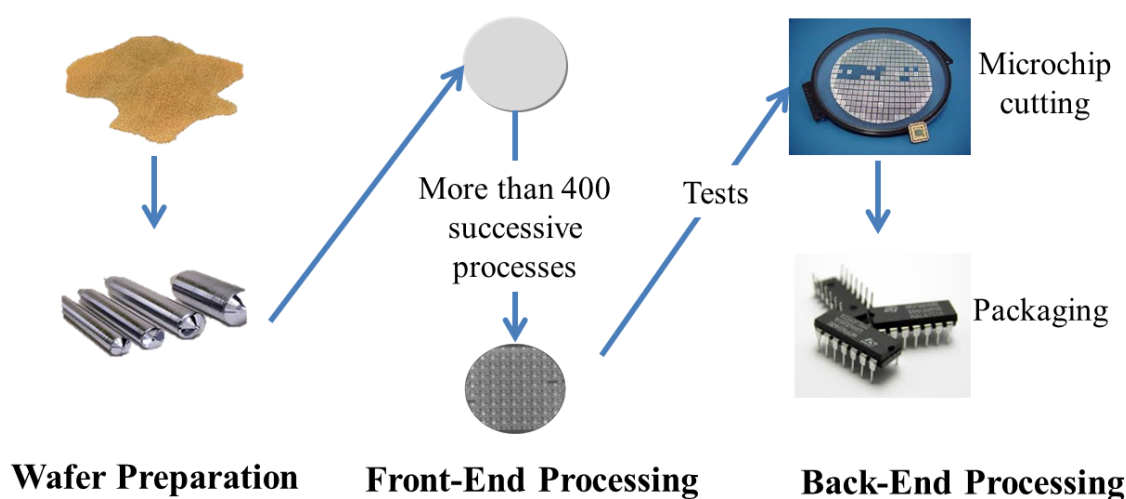 Microchip
cutting
More than 400
successive
processes
Tests
Packaging
Wafer Preparation
Front-End Processing
Back-End Processing